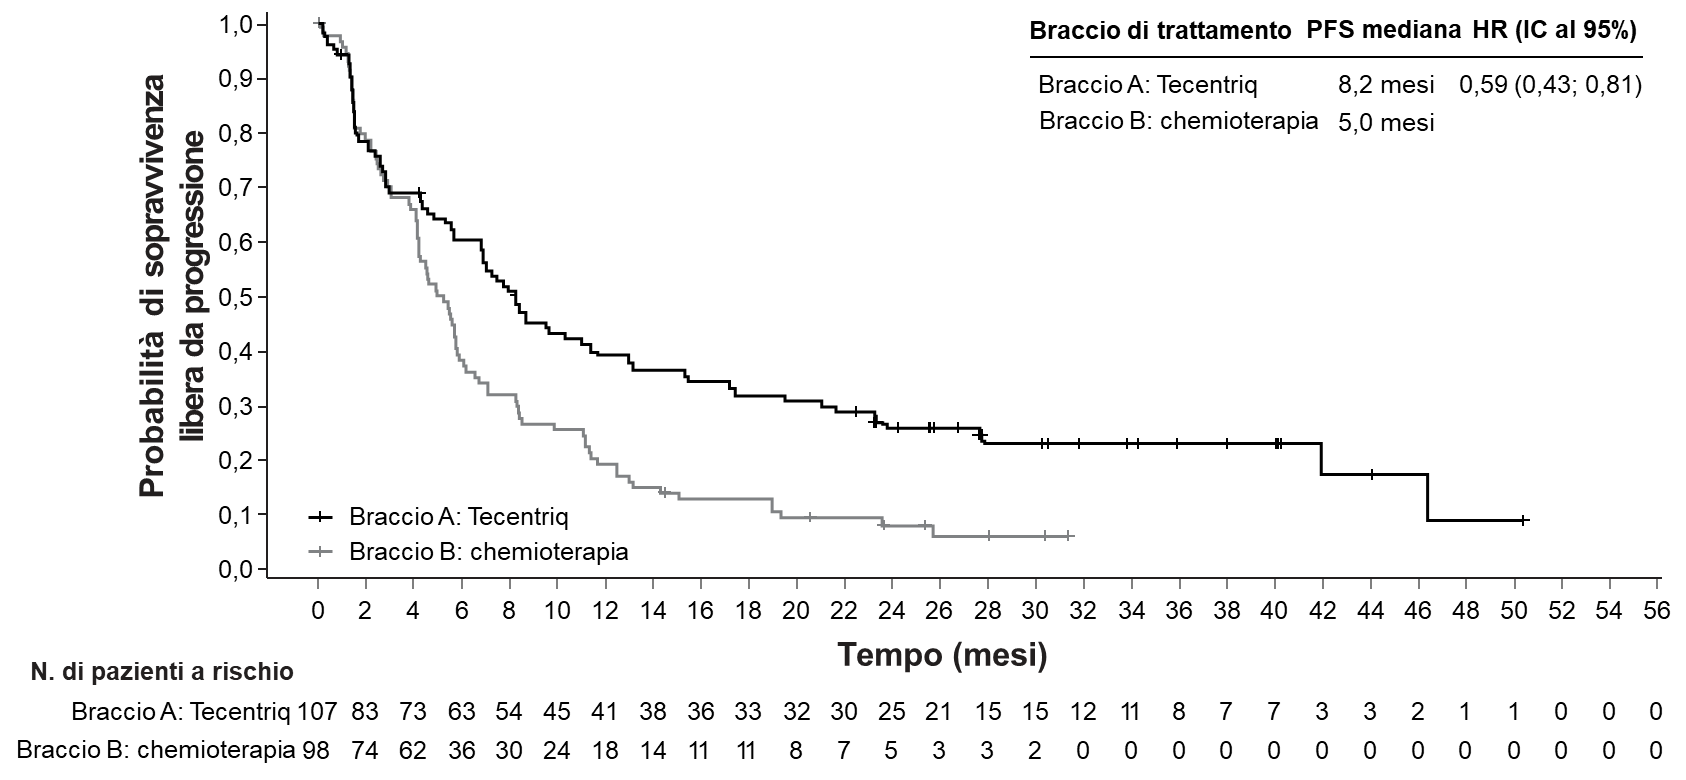 Braccio di trattamento PFS mediana HR (IC al 95%)
Braccio A: Tecentriq 8,2 mesi 0,59 (0,43; 0,81)
Braccio B: chemioterapia 5,0 mesi
Probabilità di sopravvivenza
libera da progressione
1,0
0,9
0,8
0,7
0,6
0,5
0,4
0,3
0,2
0,1
0,0
Braccio A: Tecentriq
Braccio B: chemioterapia
0 2 4 6 8 10 12 14 16 18 20 22 24 26 28 30 32 34 36 38 40 42 44 46 48 50 52 54 56
Tempo (mesi)
N. di pazienti a rischio
Braccio A: Tecentriq 107 83 73 63 54 45 41 38 36 33 32 30 25 21 15 15 12 11 8 7 7 3 3 2 1 1 0 0 0
Braccio B: chemioterapia 98 74 62 36 30 24 18 14 11 11 8 7 5 3 3 2 0 0 0 0 0 0 0 0 0 0 0 0 0